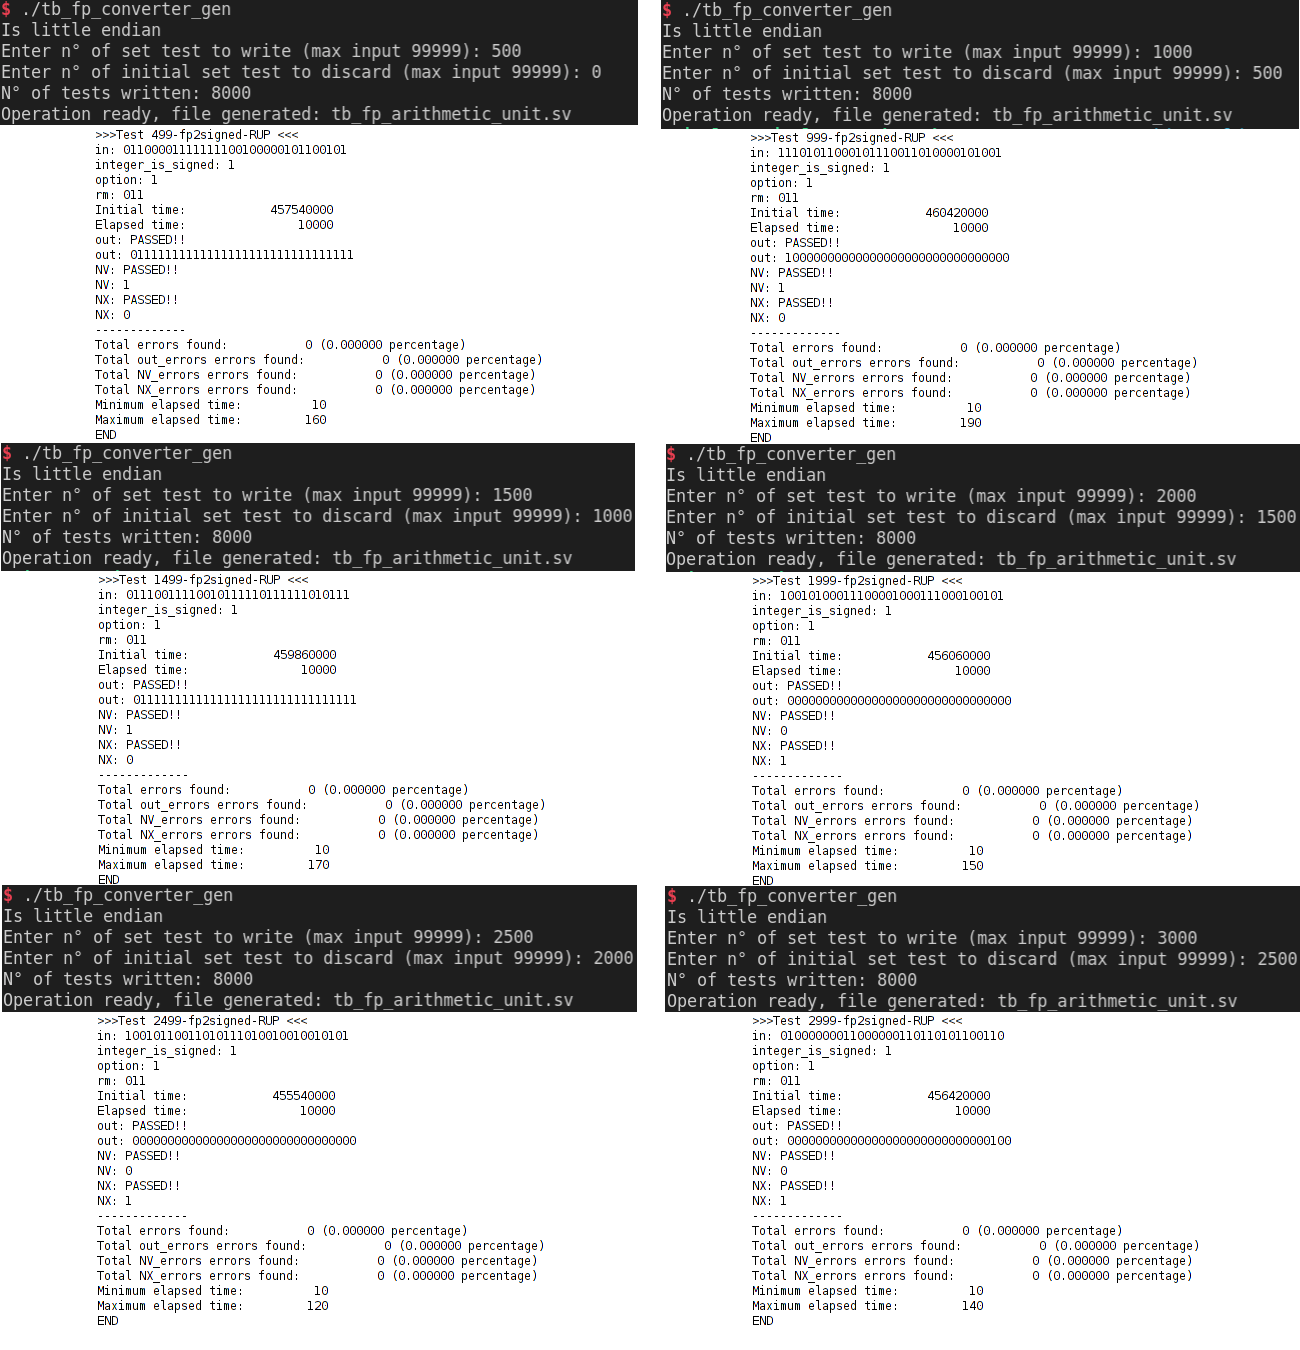 $ ./tb_fp_converter_gen
Is little endian
Enter n° of set test to write (max input 99999): 500
Enter n° of initial set test to discard (max input 99999): 0
N° of tests written: 8000
Operation ready, file generated: tb_fp_arithmetic_unit.sv
>>>Test 499-fp2signed-RUP <<<
in: 01100001111111100100000101100101
integer_is_signed: 1
option: 1
rm: 011
Initial time: 457540000
Elapsed time: 10000
out: PASSED!!
out: 01111111111111111111111111111111
NV: PASSED!!
NV: 1
NX: PASSED!!
NX: 0
-------------
Total errors found: 0 (0.000000 percentage)
Total out_errors errors found: 0 (0.000000 percentage)
Total NV_errors errors found: 0 (0.000000 percentage)
Total NX_errors errors found: 0 (0.000000 percentage)
Minimum elapsed time: 10
Maximum elapsed time: 160
END
$ ./tb_fp_converter_gen
Is little endian
Enter n° of set test to write (max input 99999): 1000
Enter n° of initial set test to discard (max input 99999): 500
N° of tests written: 8000
Operation ready, file generated: tb_fp_arithmetic_unit.sv
>>>Test 999-fp2signed-RUP <<<
in: 11101011000101110011010000101001
integer_is_signed: 1
option: 1
rm: 011
Initial time: 460420000
Elapsed time: 10000
out: PASSED!!
out: 10000000000000000000000000000000
NV: PASSED!!
NV: 1
NX: PASSED!!
NX: 0
-------------
Total errors found: 0 (0.000000 percentage)
Total out_errors errors found: 0 (0.000000 percentage)
Total NV_errors errors found: 0 (0.000000 percentage)
Total NX_errors errors found: 0 (0.000000 percentage)
Minimum elapsed time: 10
Maximum elapsed time: 190
END
$ ./tb_fp_converter_gen
Is little endian
Enter n° of set test to write (max input 99999): 1500
Enter n° of initial set test to discard (max input 99999): 1000
N° of tests written: 8000
Operation ready, file generated: tb_fp_arithmetic_unit.sv
>>>Test 1499-fp2signed-RUP <<<
in: 01110011110010111110111111010111
integer_is_signed: 1
option: 1
rm: 011
Initial time: 459860000
Elapsed time: 10000
out: PASSED!!
out: 01111111111111111111111111111111
NV: PASSED!!
NV: 1
NX: PASSED!!
NX: 0
-------------
Total errors found: 0 (0.000000 percentage)
Total out_errors errors found: 0 (0.000000 percentage)
Total NV_errors errors found: 0 (0.000000 percentage)
Total NX_errors errors found: 0 (0.000000 percentage)
Minimum elapsed time: 10
Maximum elapsed time: 170
END
$ ./tb_fp_converter_gen
Is little endian
Enter n° of set test to write (max input 99999): 2000
Enter n° of initial set test to discard (max input 99999): 1500
N° of tests written: 8000
Operation ready, file generated: tb_fp_arithmetic_unit.sv
>>>Test 1999-fp2signed-RUP <<<
in: 10010100011100001000111000100101
integer_is_signed: 1
option: 1
rm: 011
Initial time: 456060000
Elapsed time: 10000
out: PASSED!!
out: 00000000000000000000000000000000
NV: PASSED!!
NV: 0
NX: PASSED!!
NX: 1
-------------
Total errors found: 0 (0.000000 percentage)
Total out_errors errors found: 0 (0.000000 percentage)
Total NV_errors errors found: 0 (0.000000 percentage)
Total NX_errors errors found: 0 (0.000000 percentage)
Minimum elapsed time: 10
Maximum elapsed time: 150
END
$ ./tb_fp_converter_gen
Is little endian
Enter n° of set test to write (max input 99999): 2500
Enter n° of initial set test to discard (max input 99999): 2000
N° of tests written: 8000
Operation ready, file generated: tb_fp_arithmetic_unit.sv
>>>Test 2499-fp2signed-RUP <<<
in: 10010110011010111010010010010101
integer_is_signed: 1
option: 1
rm: 011
Initial time: 455540000
Elapsed time: 10000
out: PASSED!!
out: 00000000000000000000000000000000
NV: PASSED!!
NV: 0
NX: PASSED!!
NX: 1
-------------
Total errors found: 0 (0.000000 percentage)
Total out_errors errors found: 0 (0.000000 percentage)
Total NV_errors errors found: 0 (0.000000 percentage)
Total NX_errors errors found: 0 (0.000000 percentage)
Minimum elapsed time: 10
Maximum elapsed time: 120
END
$ ./tb_fp_converter_gen
Is little endian
Enter n° of set test to write (max input 99999): 3000
Enter n° of initial set test to discard (max input 99999): 2500
N° of tests written: 8000
Operation ready, file generated: tb_fp_arithmetic_unit.sv
>>>Test 2999-fp2signed-RUP <<<
in: 01000000011000000110110101100110
integer_is_signed: 1
option: 1
rm: 011
Initial time: 456420000
Elapsed time: 10000
out: PASSED!!
out: 00000000000000000000000000000100
NV: PASSED!!
NV: 0
NX: PASSED!!
NX: 1
-------------
Total errors found: 0 (0.000000 percentage)
Total out_errors errors found: 0 (0.000000 percentage)
Total NV_errors errors found: 0 (0.000000 percentage)
Total NX_errors errors found: 0 (0.000000 percentage)
Minimum elapsed time: 10
Maximum elapsed time: 140
END